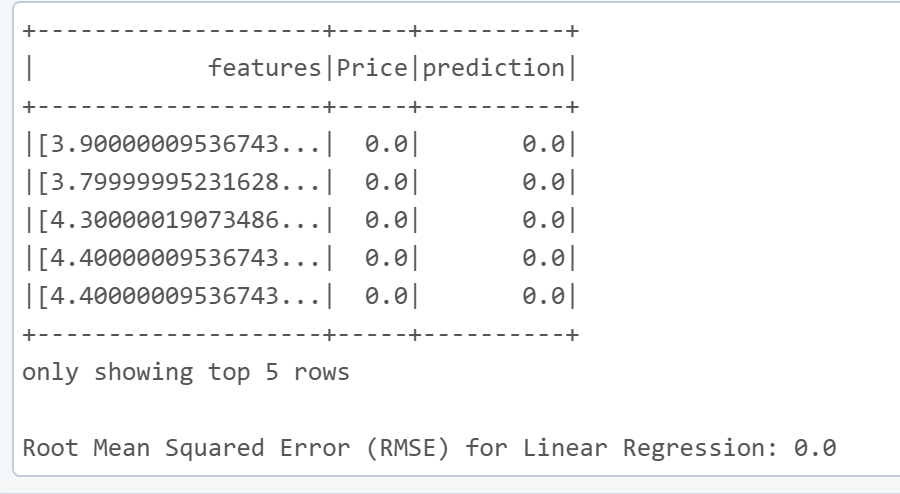 +--------------------+-----+----------+
|            features|Price|prediction|
+--------------------+-----+----------+
|[3.90000009536743...|  0.0|       0.0|
|[3.79999995231628...|  0.0|       0.0|
|[4.30000019073486...|  0.0|       0.0|
|[4.40000009536743...|  0.0|       0.0|
|[4.40000009536743...|  0.0|       0.0|
+--------------------+-----+----------+
only showing top 5 rows
Root Mean Squared Error (RMSE) for Linear Regression: 0.0